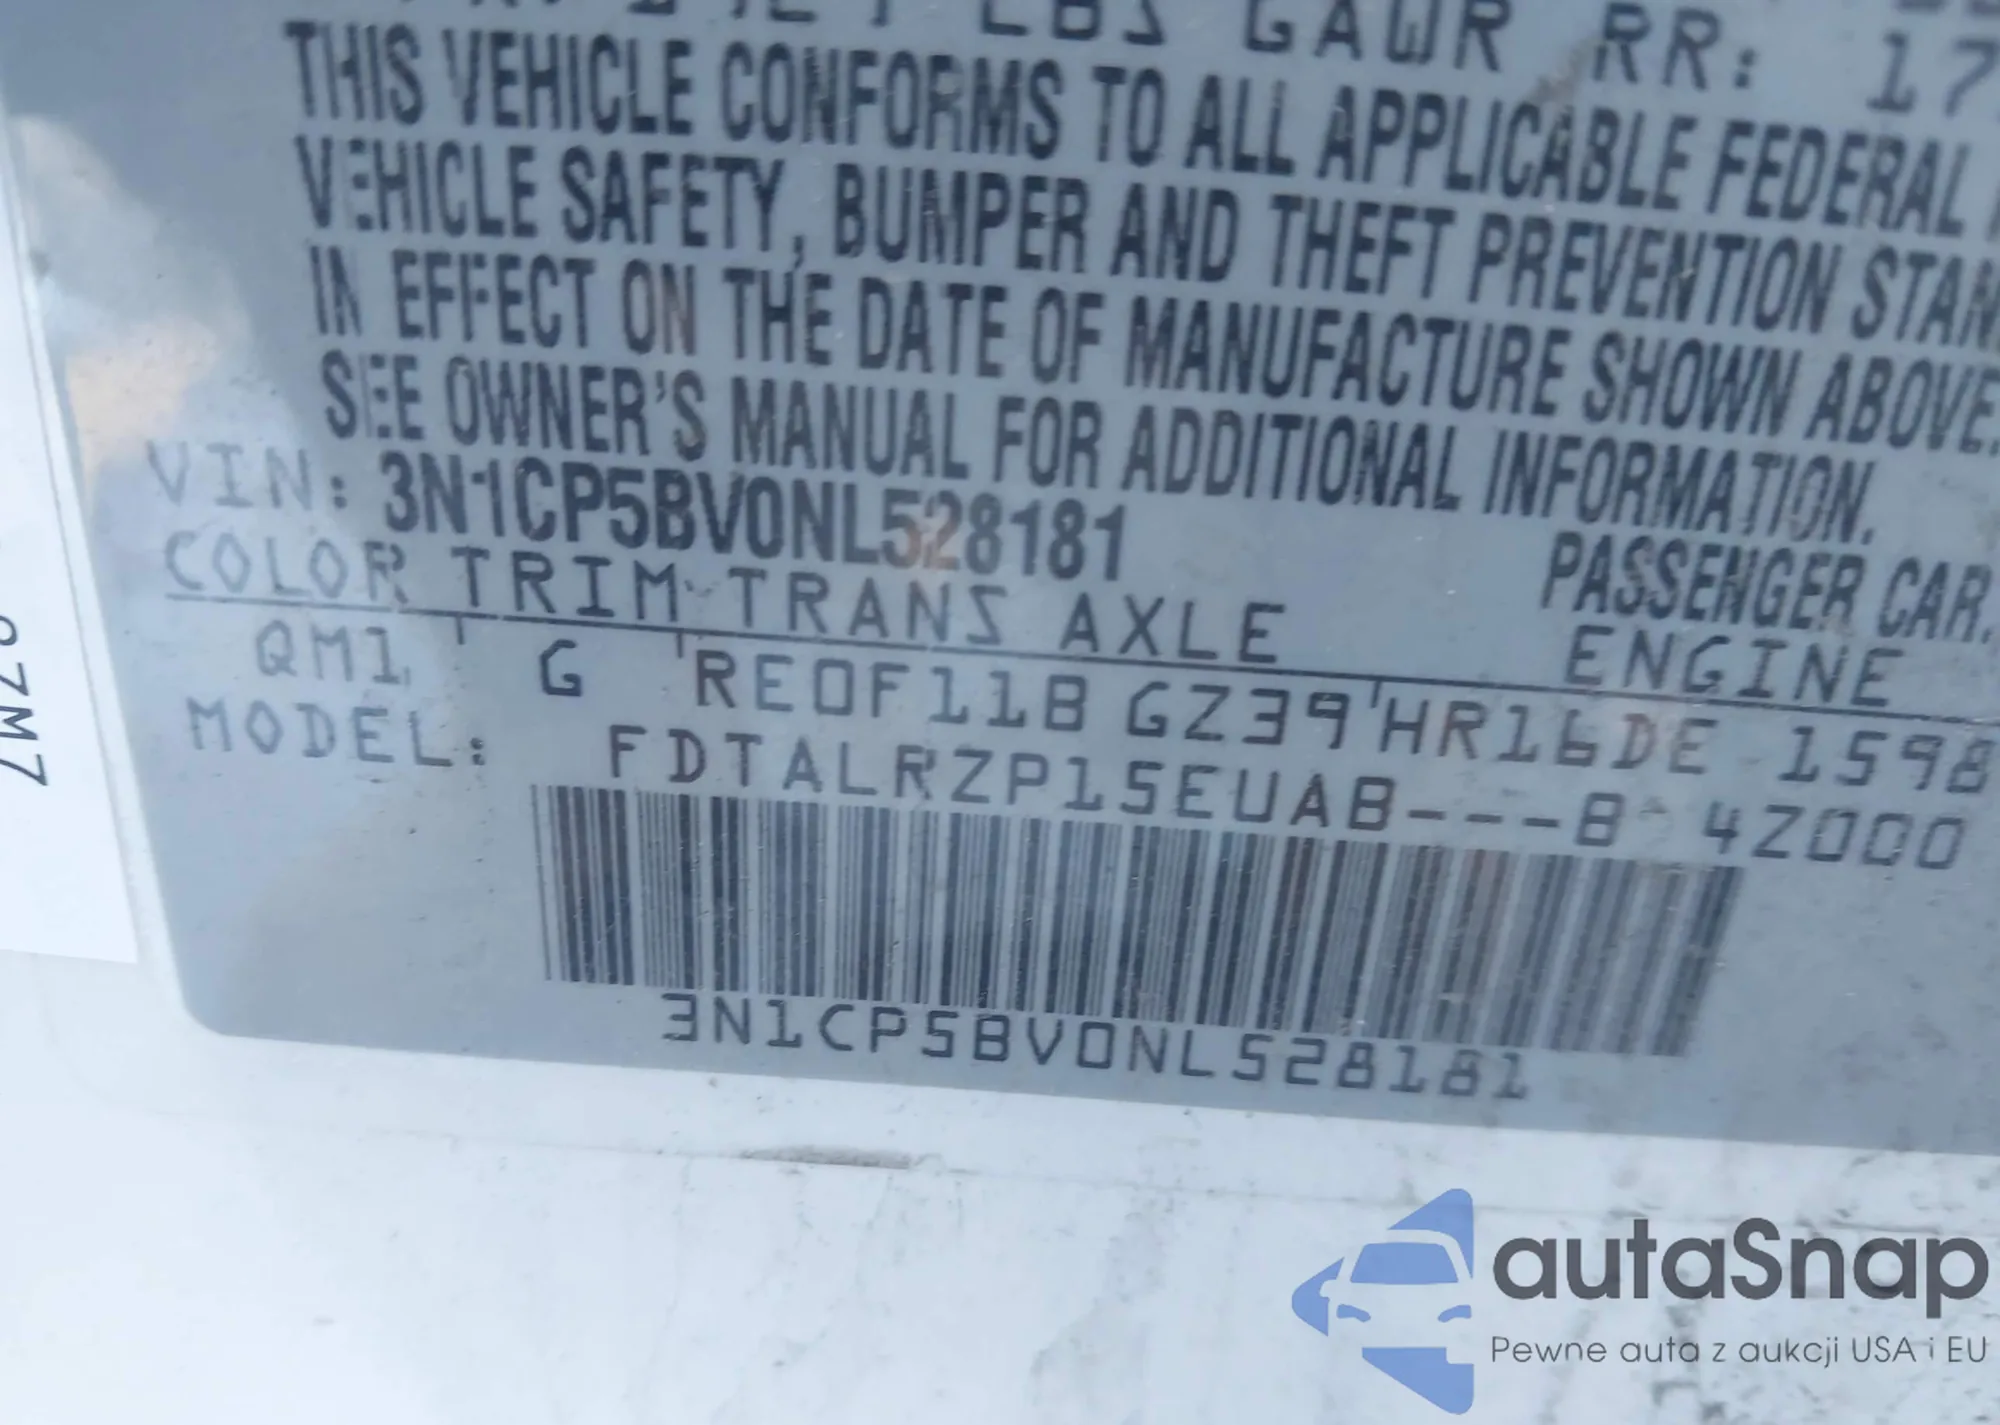 LBS GAWR RR: 17
THIS VEHICLE CONFORMS TO ALL APPLICABLE FEDERAL
VEHICLE SAFETY, BUMPER AND THEFT PREVENTION STAN
IN EFFECT ON THE DATE OF MANUFACTURE SHOWN ABOVE.
SEE OWNER'S MANUAL FOR ADDITIONAL INFORMATION.
VIN: 3N1CP5BV0NL528181
PASSENGER CAR.
COLOR TRIM TRANS AXLE ENGINE
QM1 G RE0F11B GZ39 HR16DE 1598
MODEL: FDTALRZP15EUAB---B 4Z000
3N1CP5BV0NL528181
97M7
autaSnap
Pewne auta z aukcji USA i EU